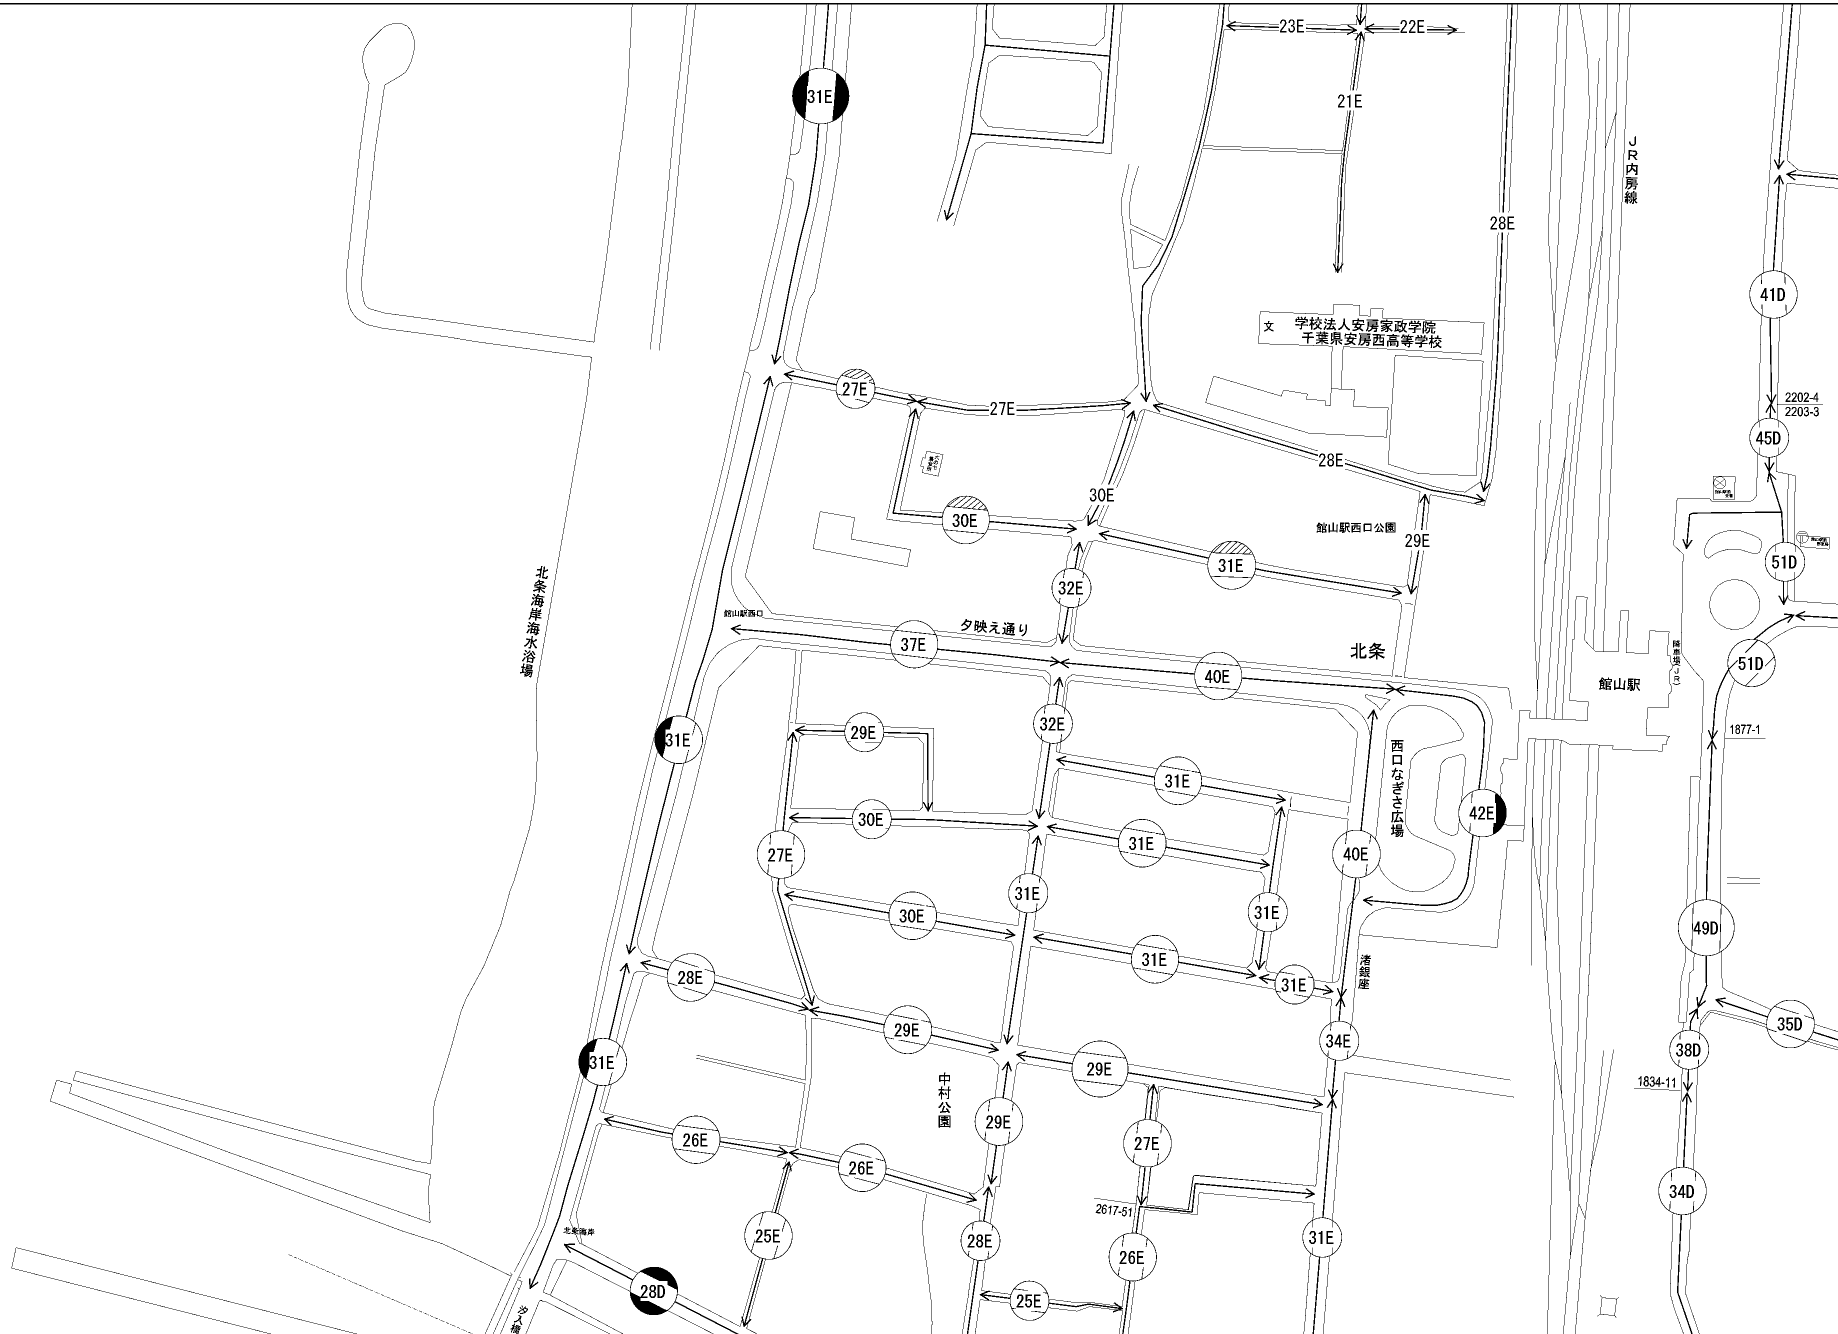 23E
22E
31E
21E
JR内房線
28E
41D
文
学校法人安房家政学院
千葉県安房西高等学校
27E
27E
2202-4
2203-3
45D
28E
30E
30E
館山駅西口公園
29E
31E
51D
32E
北条海岸海水浴場
館山駅西口
夕映え通り
37E
北条
40E
館山駅
51D
32E
29E
31E
1877-1
31E
西口なぎさ広場
30E
42E
31E
27E
40E
31E
30E
31E
49D
31E
渚銀座
28E
31E
35D
29E
34E
38D
31E
29E
1834-11
中村公園
29E
27E
26E
26E
34D
2617-51
25E
28E
31E
北条海岸
26E
28D
25E
汐入橋